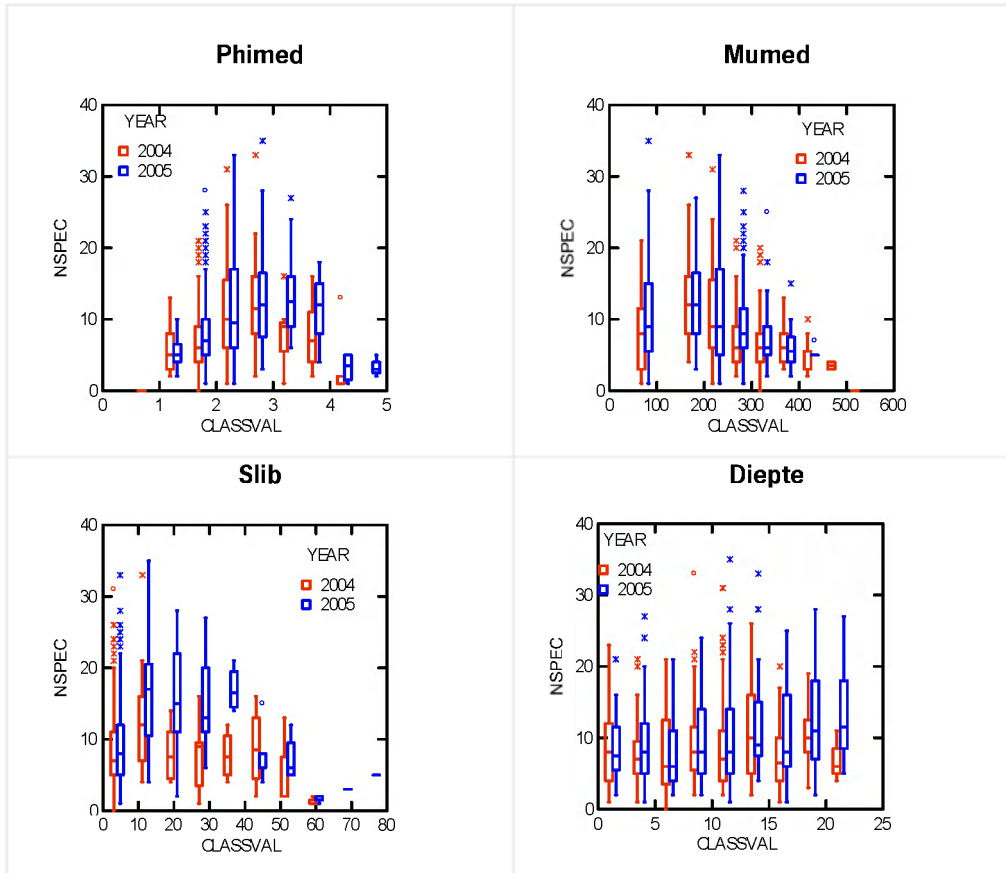 Phimed
40
30
20
10
0
NSPEC
YEAR
2004
2005
0 1 2 3 4 5
CLASSVAL
Mumed
40
30
20
10
0
NSPEC
YEAR
2004
2005
0 100 200 300 400 500 600
CLASSVAL
Slib
40
30
20
10
0
NSPEC
YEAR
2004
2005
0 10 20 30 40 50 60 70 80
CLASSVAL
Diepte
40
30
20
10
0
NSPEC
YEAR
2004
2005
0 5 10 15 20 25
CLASSVAL